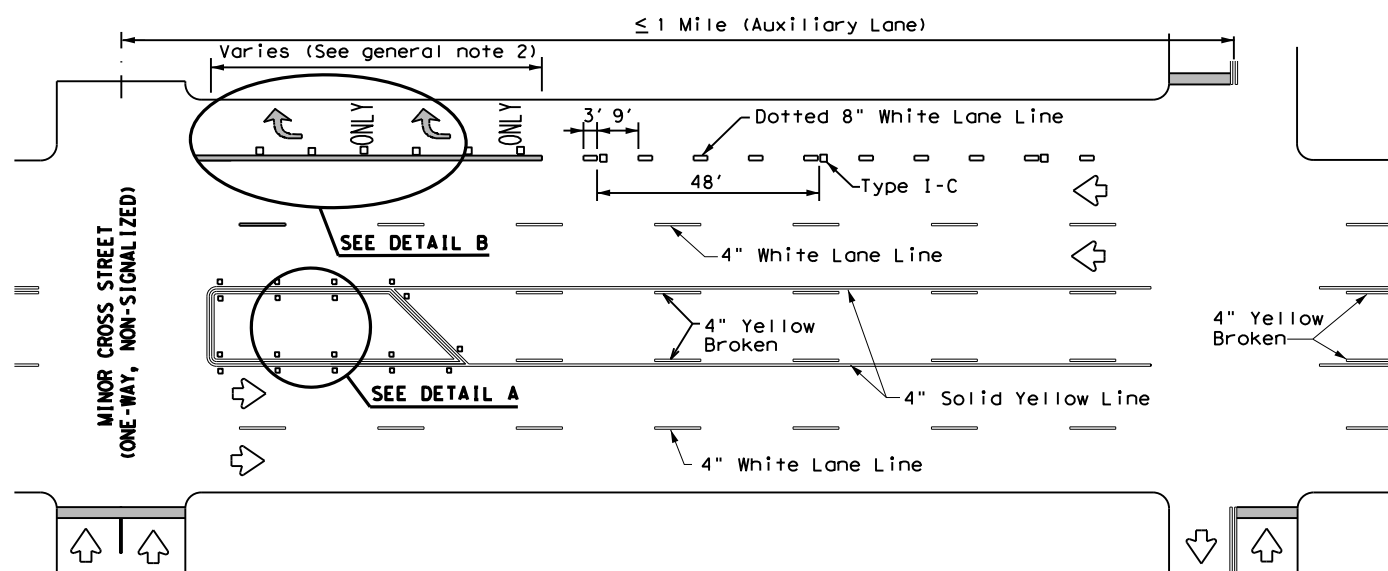 ≤ 1 Mile (Auxiliary Lane)
Varies (See general note 2)
ONLY
ONLY
3' 9'
Dotted 8" White Lane Line
48'
Type I-C
SEE DETAIL B
4" White Lane Line
MINOR CROSS STREET
(ONE-WAY, NON-SIGNALIZED)
4" Yellow
Broken
4" Yellow
Broken
SEE DETAIL A
4" Solid Yellow Line
4" White Lane Line